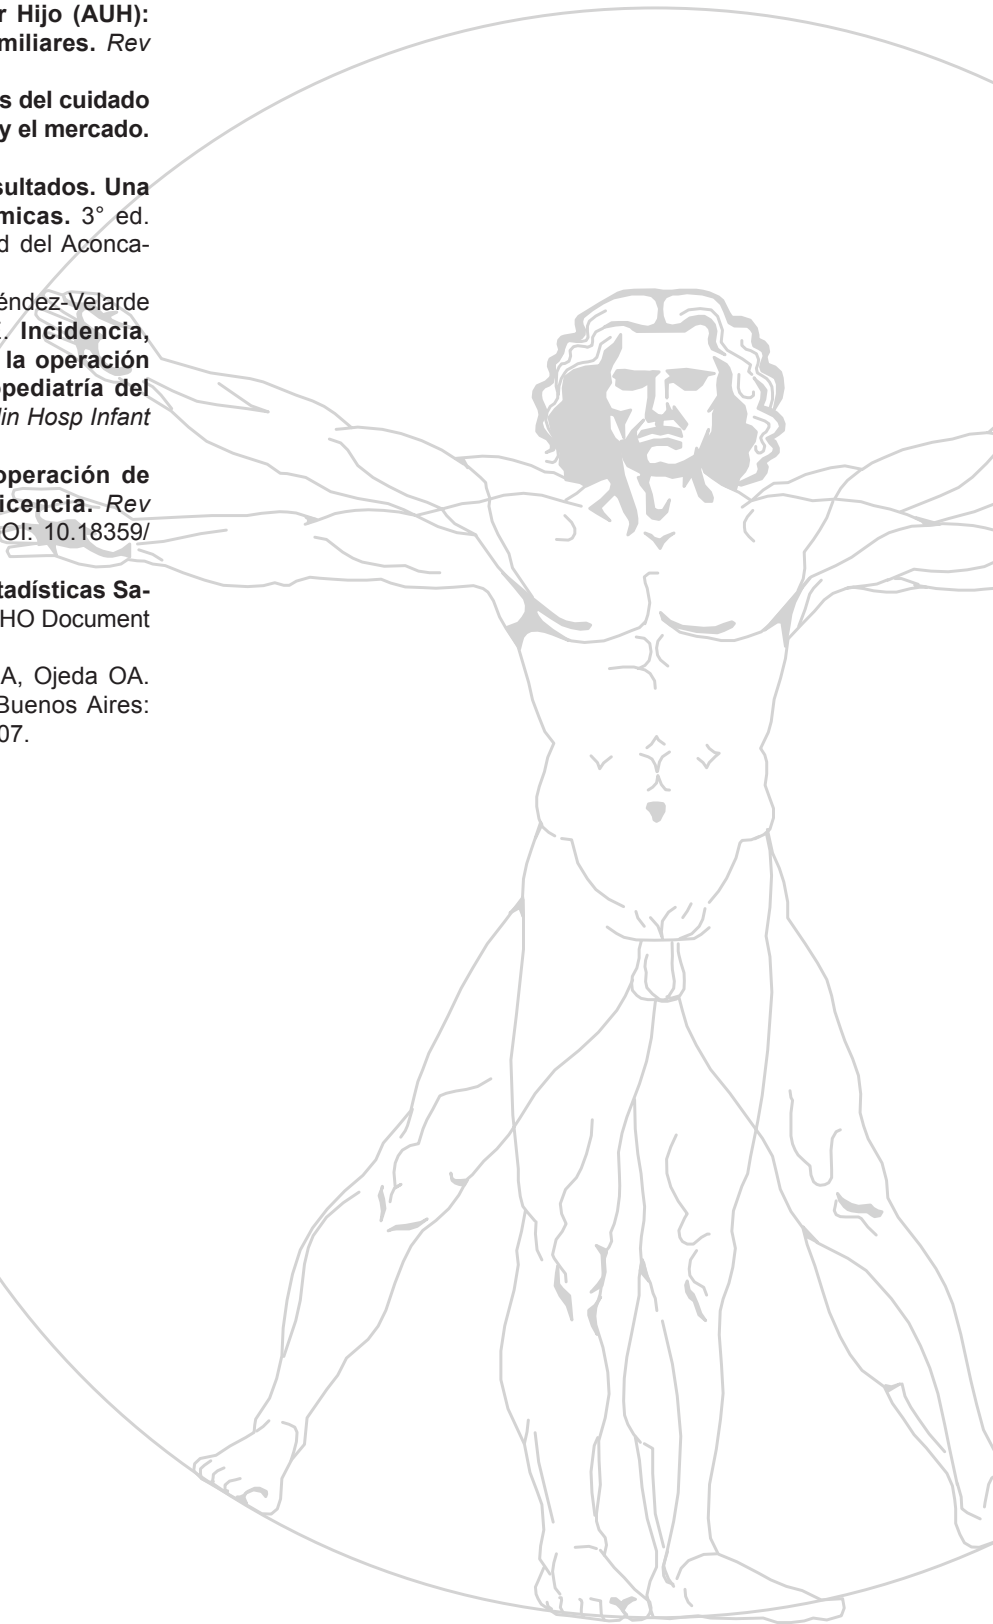 r Hijo (AUH):
miliares. Rev
s del cuidado
y el mercado.
sultados. Una
micas. 3° ed.
d del Aconca-
éndez-Velarde
. Incidencia,
la operación
pediatría del
lin Hosp Infant
operación de
icencia. Rev
OI: 10.18359/
tadísticas Sa-
HO Document
A, Ojeda OA.
Buenos Aires:
07.